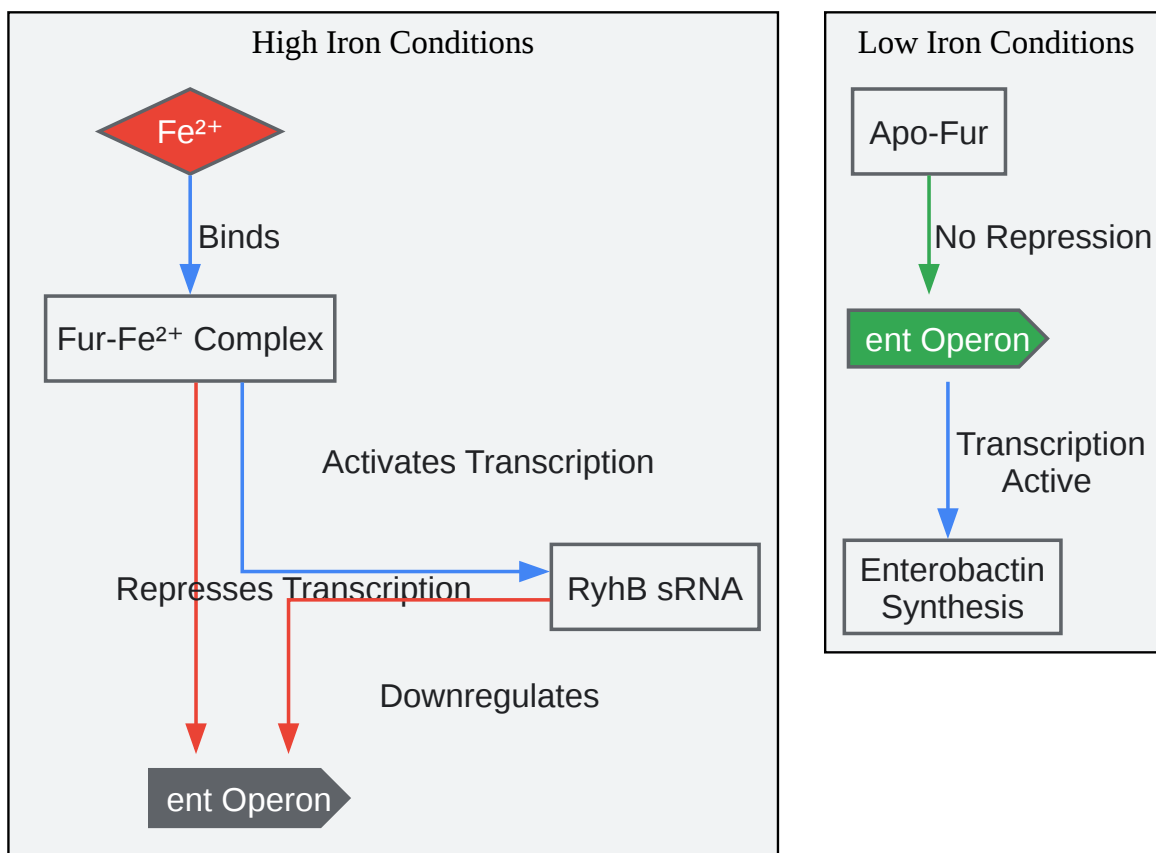 High Iron Conditions
Fe²⁺
Binds
Fur-Fe²⁺ Complex
Activates Transcription
Represses Transcription
RyhB sRNA
Downregulates
ent Operon
Low Iron Conditions
Apo-Fur
No Repression
ent Operon
Transcription
Active
Enterobactin
Synthesis